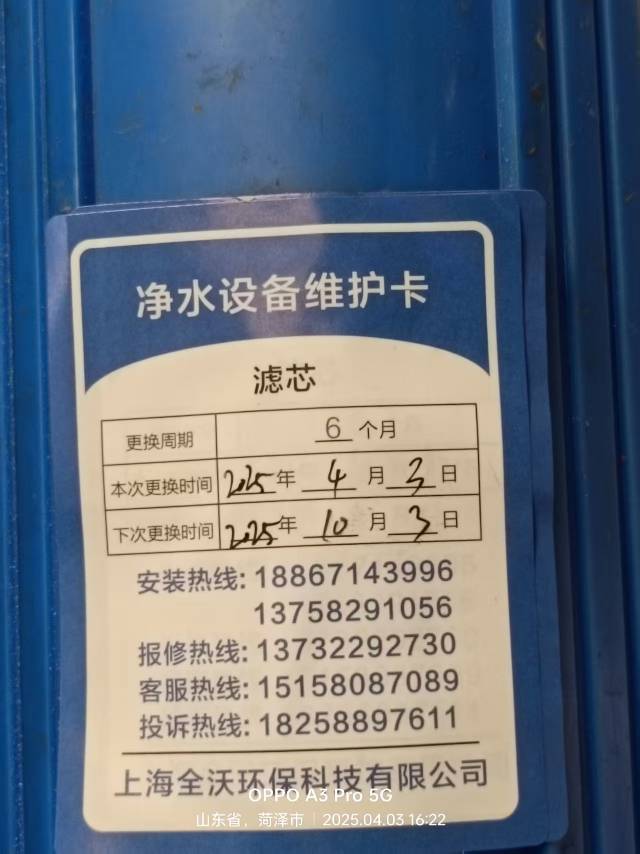 净水设备维护卡
滤芯
更换周期 6 个月
本次更换时间 2025年 4 月 3 日
下次更换时间 2025年 10 月 3 日
安装热线: 18867143996
13758291056
报修热线: 13732292730
客服热线: 15158087089
投诉热线: 18258897611
上海全沃环保科技有限公司
OPPO A3 Pro 5G
山东省，菏泽市 | 2025.04.03 16:22